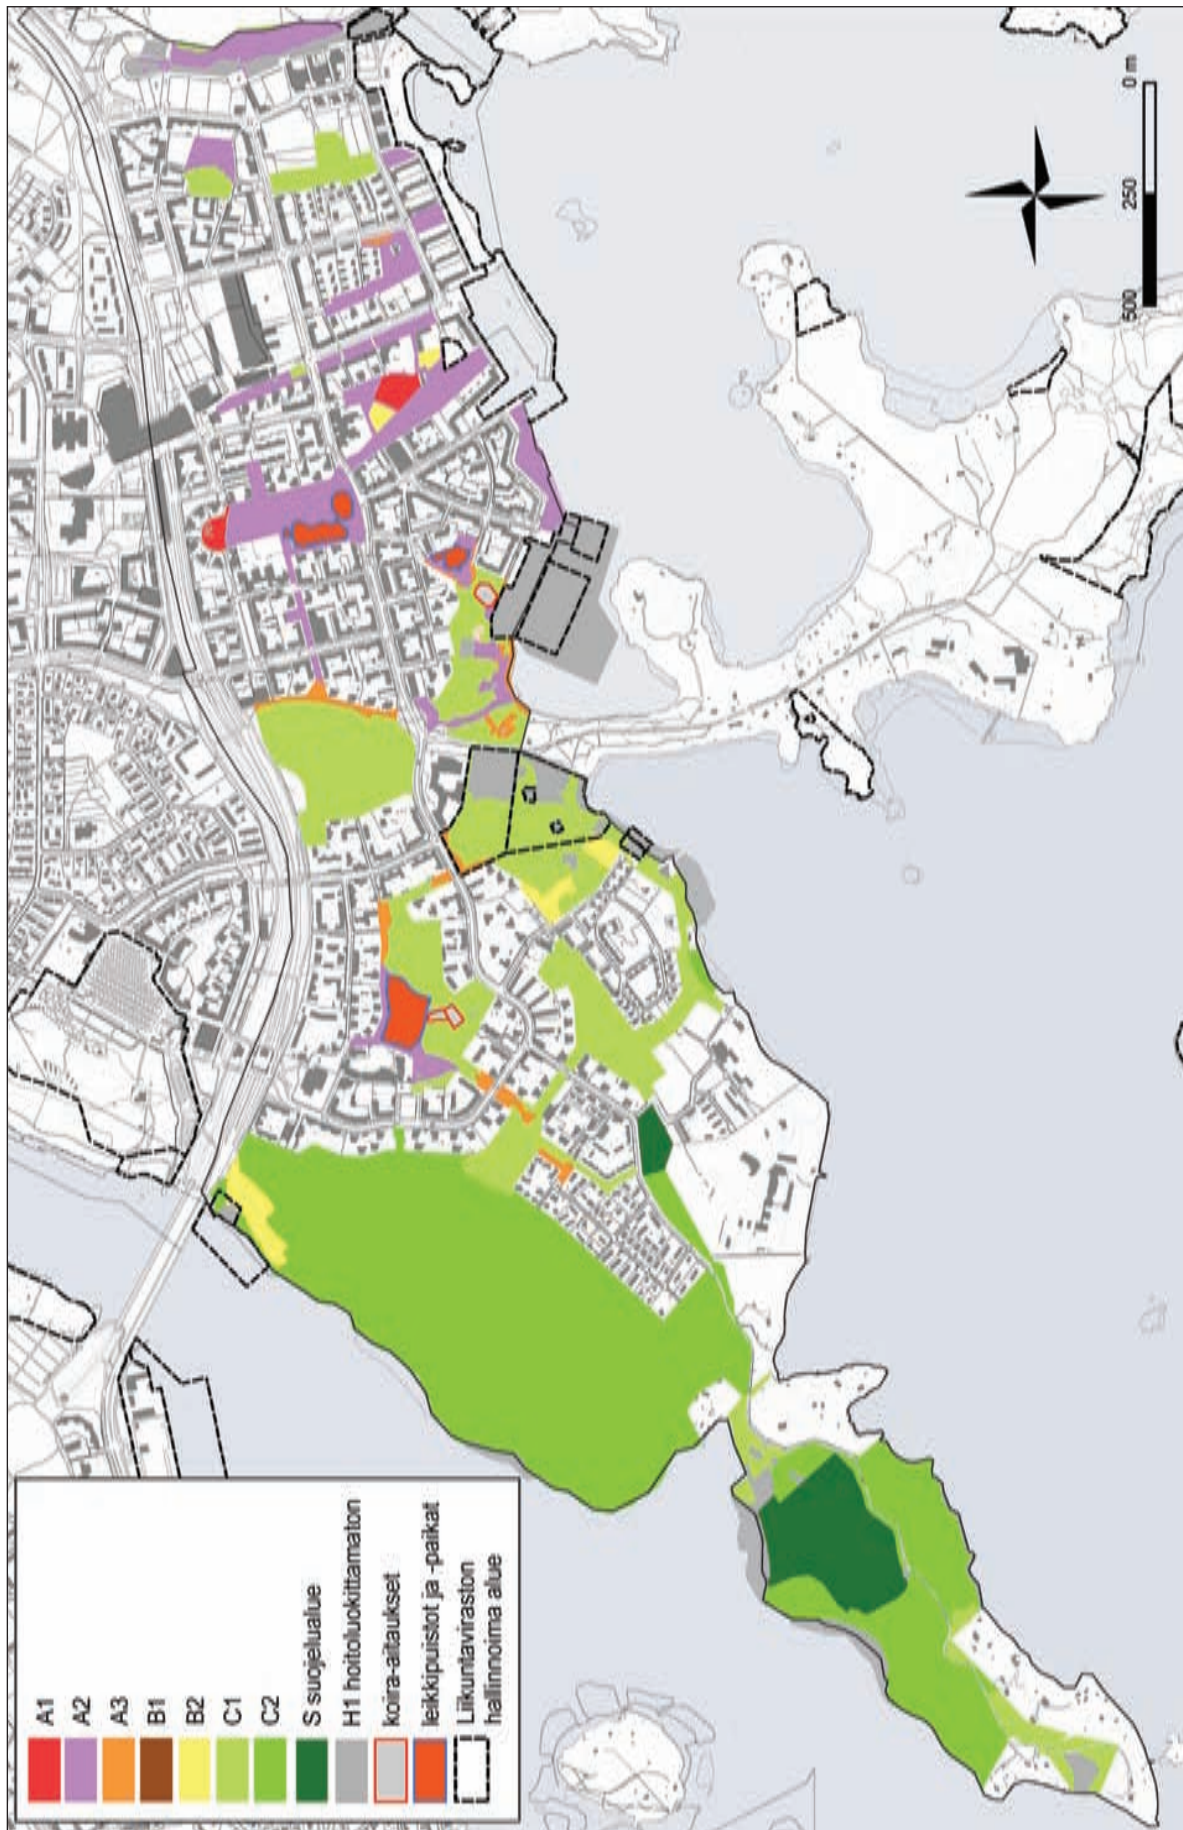 A1
A2
A3
B1
B2
C1
C2
S suojelualue
H1 hoitoluokittamaton
koira-aitaukset
leikkipuistot ja -paikat
Liikuntaviraston
hallinnoima alue
500
250
0 m